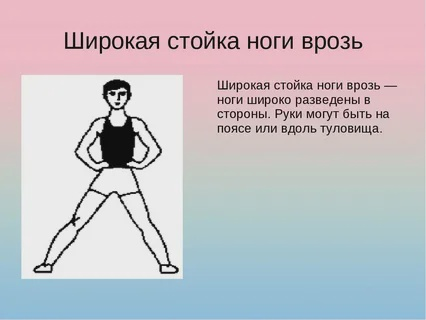 Широкая стойка ноги врозь
Широкая стойка ноги врозь —
ноги широко разведены в
стороны. Руки могут быть на
поясе или вдоль туловища.